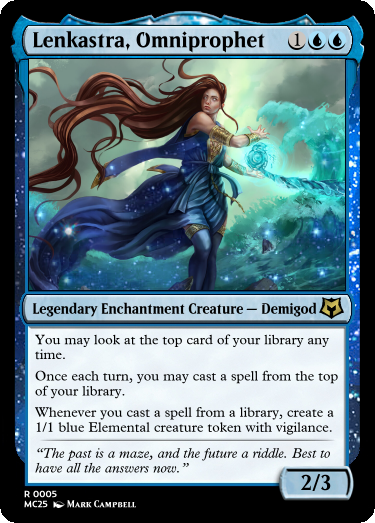 Lenkastra, Omniprophet 1
Legendary Enchantment Creature — Demigod
You may look at the top card of your library any
time.
Once each turn, you may cast a spell from the top
of your library.
Whenever you cast a spell from a library, create a
1/1 blue Elemental creature token with vigilance.
“The past is a maze, and the future a riddle. Best to
have all the answers now.”
2/3
R 0005
MC25 Mark Campbell